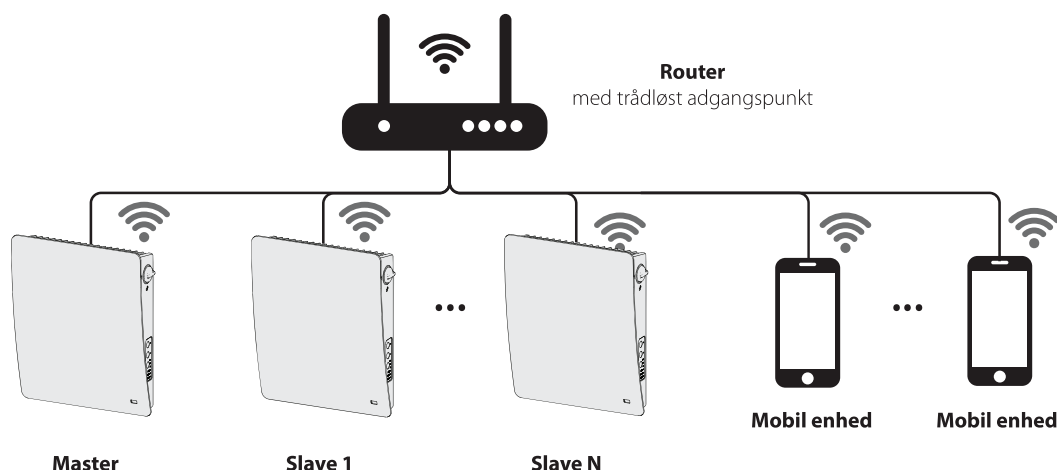 Router
med trådløst adgangspunkt
Mobil enhed
Mobil enhed
Master
Slave 1
Slave N